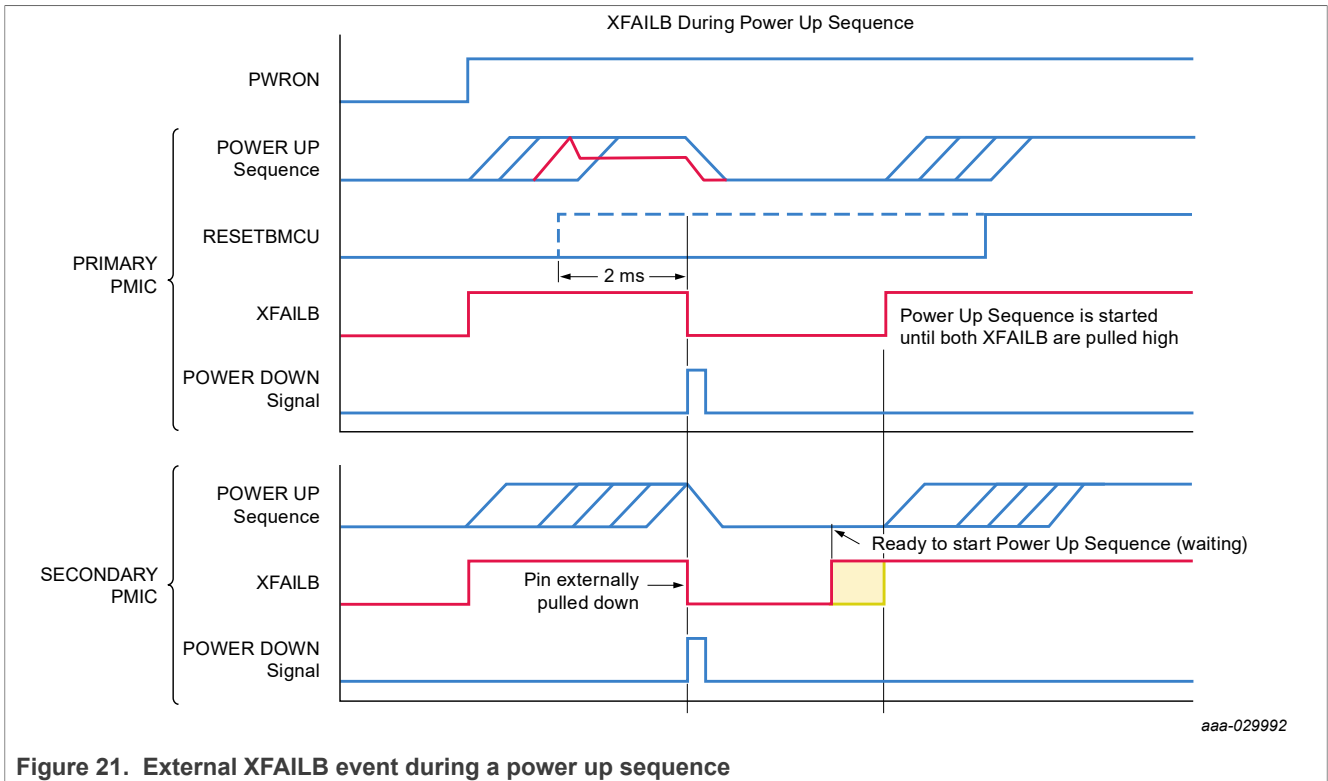 XFAILB During Power Up Sequence
PWRON
POWER UP
Sequence
RESETBMCU
PRIMARY
PMIC
2 ms
XFAILB
Power Up Sequence is started
until both XFAILB are pulled high
POWER DOWN
Signal
POWER UP
Sequence
Ready to start Power Up Sequence (waiting)
SECONDARY
PMIC
XFAILB
Pin externally
pulled down
POWER DOWN
Signal
aaa-029992
Figure 21. External XFAILB event during a power up sequence